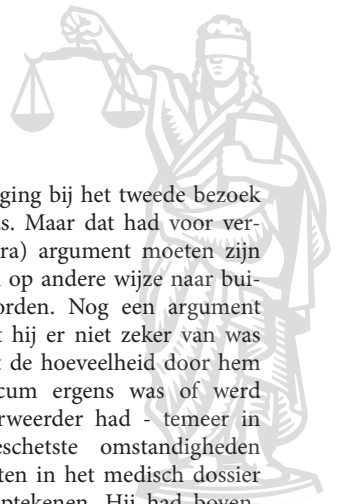 ging bij het tweede bezoek
s. Maar dat had voor ver-
ra) argument moeten zijn
op andere wijze naar bui-
orden. Nog een argument
t hij er niet zeker van was
t de hoeveelheid door hem
cum ergens was of werd
rweerder had - temeer in
eschetste omstandigheden
ten in het medisch dossier
ptekenen. Hij had boven-